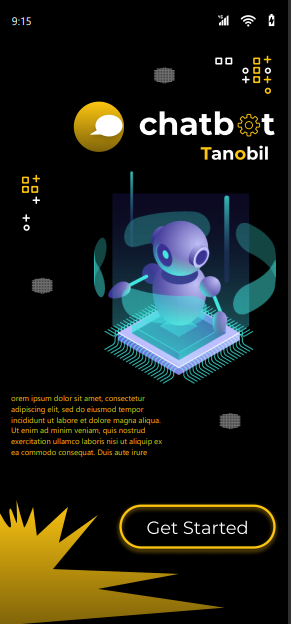 9:15
chatbot
Tanobil
orem ipsum dolor sit amet, consectetur
adipiscing elit, sed do eiusmod tempor
incididunt ut labore et dolore magna aliqua.
Ut enim ad minim veniam, quis nostrud
exercitation ullamco laboris nisi ut aliquip ex
ea commodo consequat. Duis aute irure
Get Started